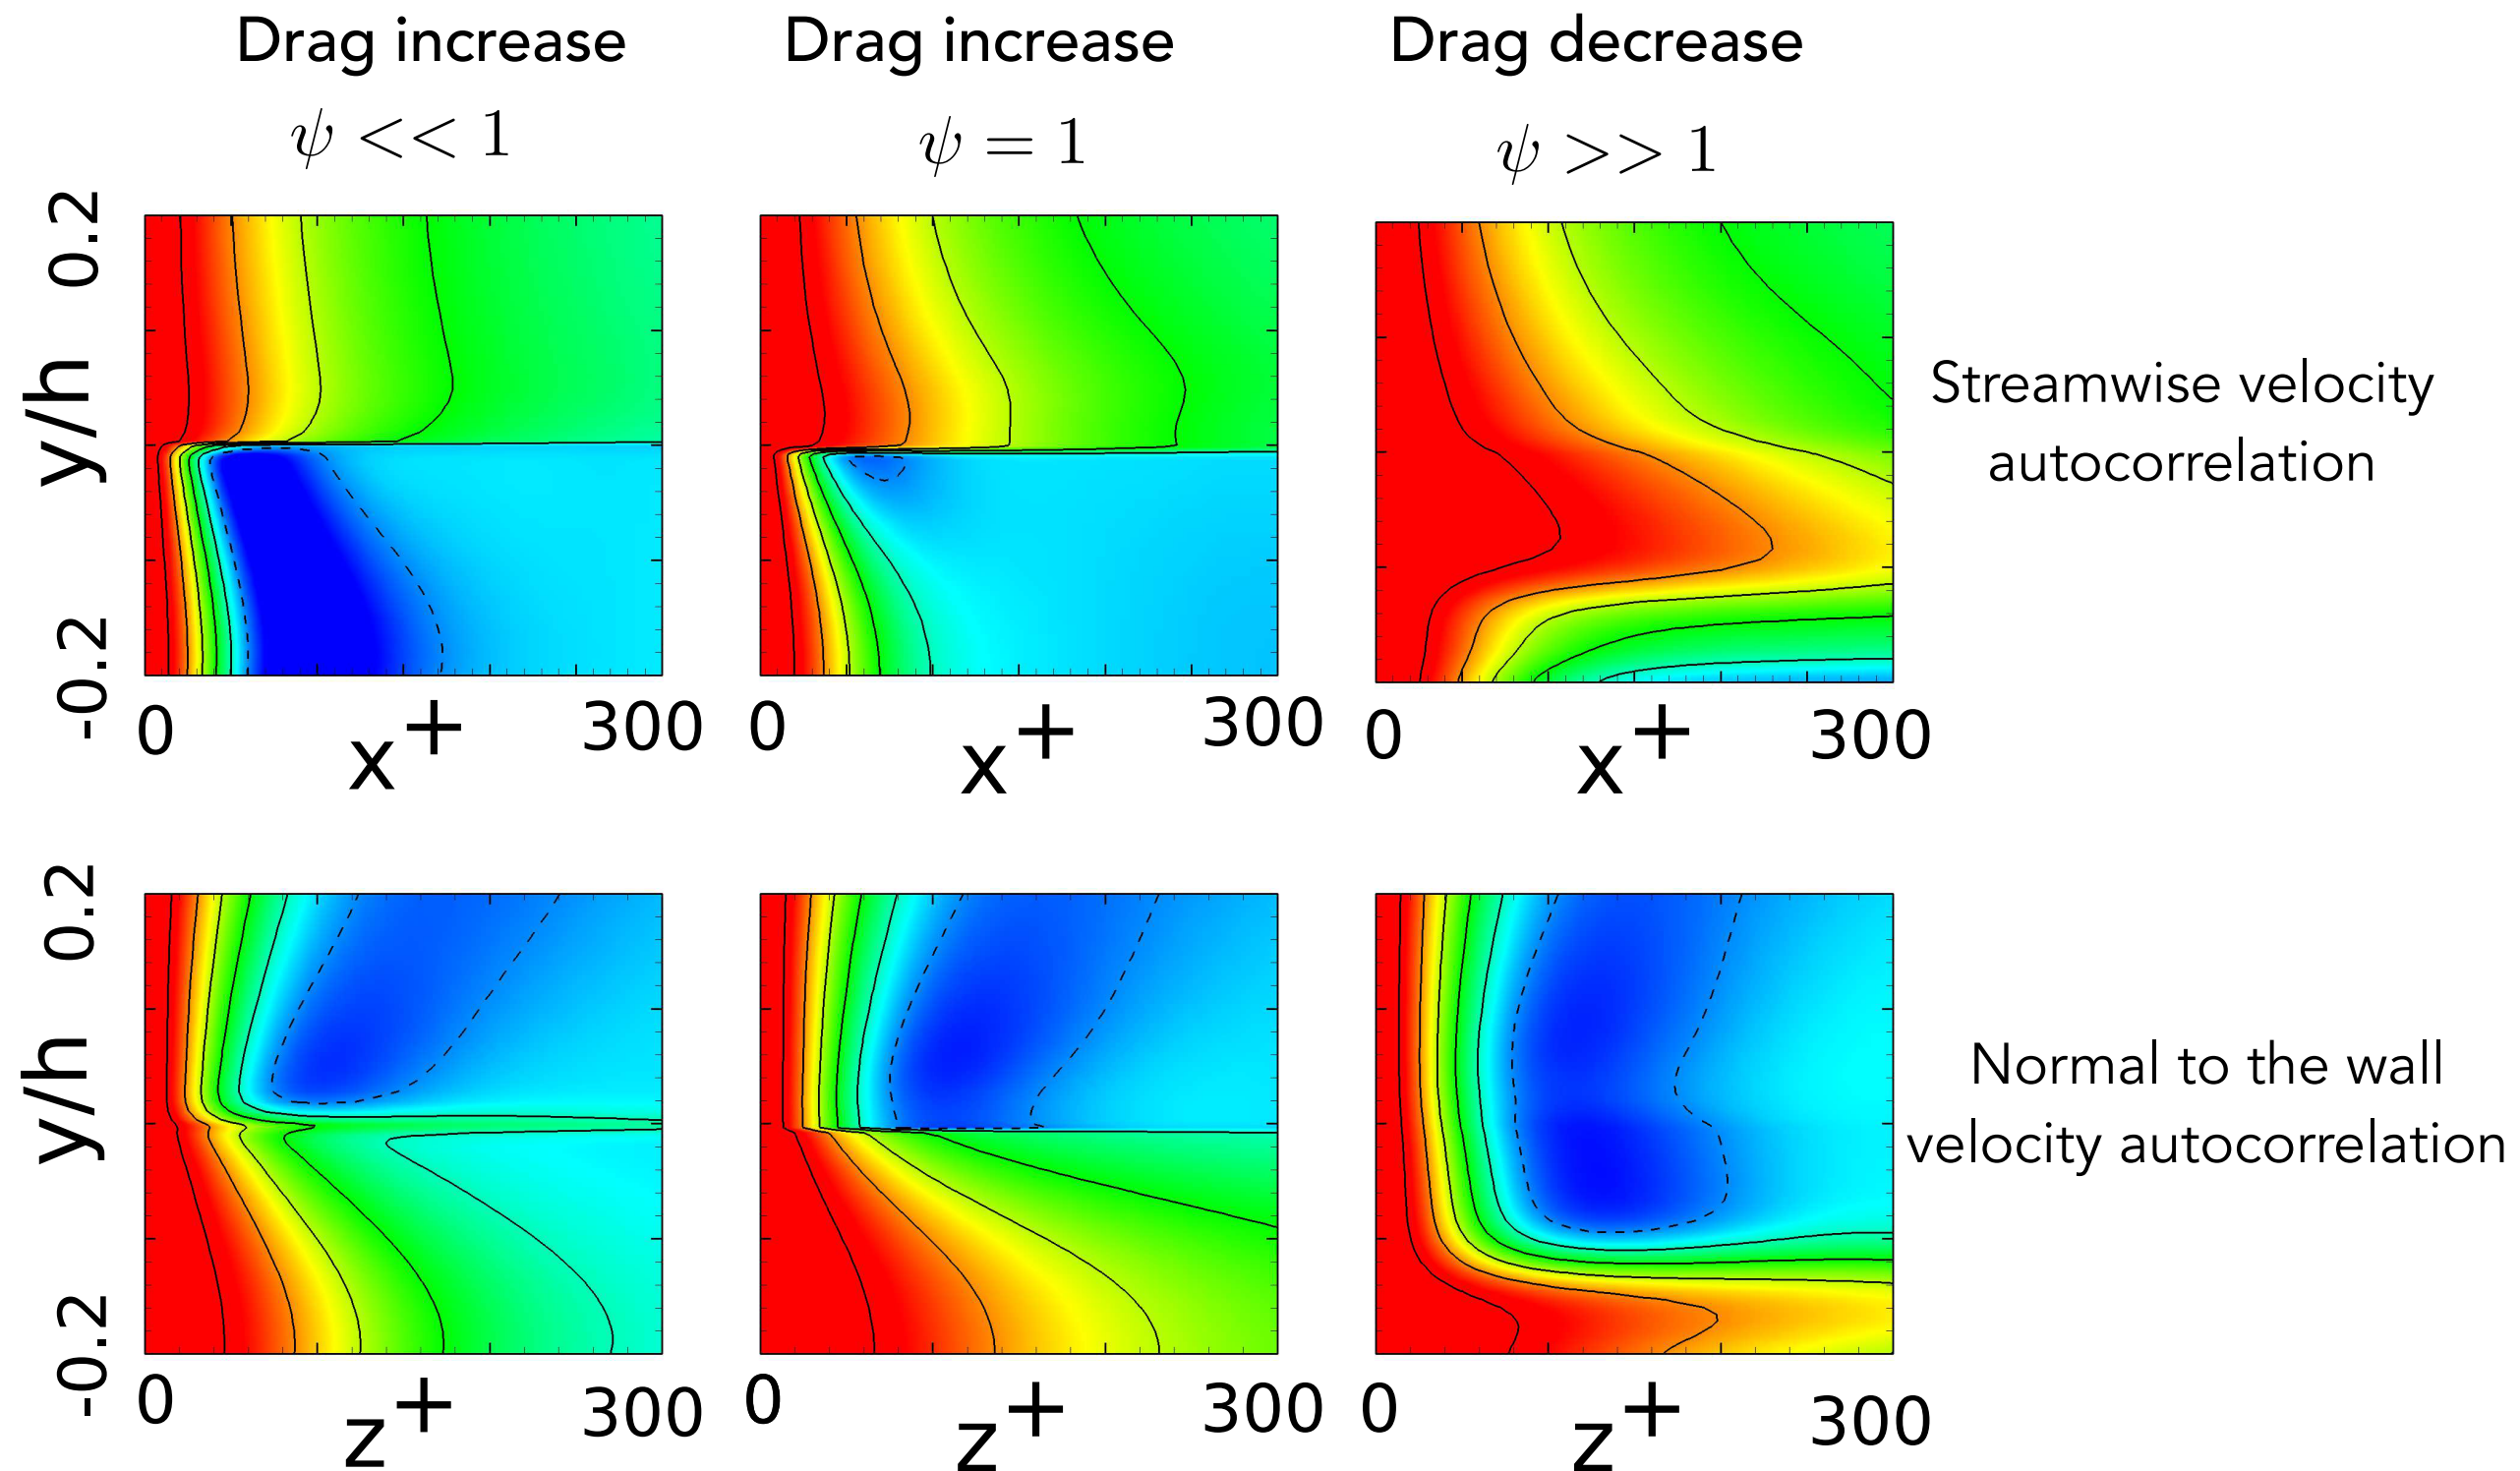 Drag increase Drag increase Drag decrease
ψ << 1 ψ = 1 ψ >> 1
y/h -0.2 0.2
Streamwise velocity
autocorrelation
0 x+ 300 0 x+ 300 0 x+ 300
y/h -0.2 0.2
Normal to the wall
velocity autocorrelation
0 z+ 300 0 z+ 300 0 z+ 300